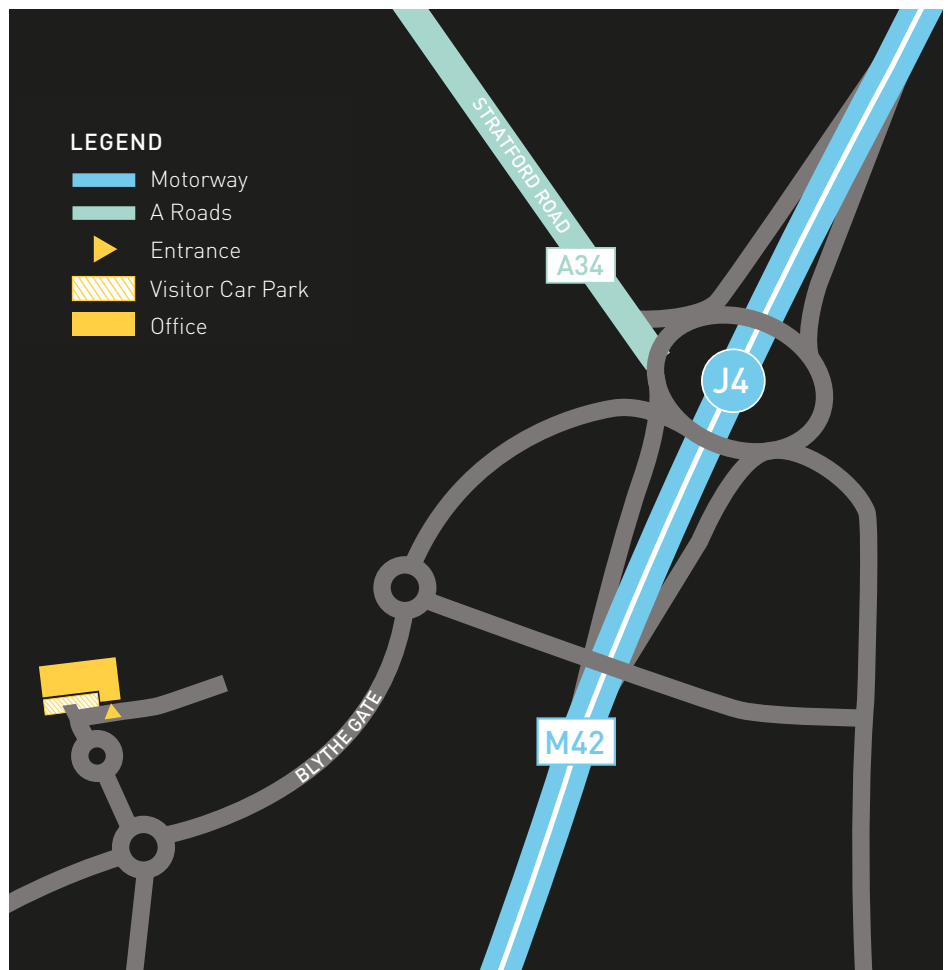 LEGEND
Motorway
A Roads
Entrance
Visitor Car Park
Office
STRATFORD ROAD
A34
J4
BLYTHE GATE
M42